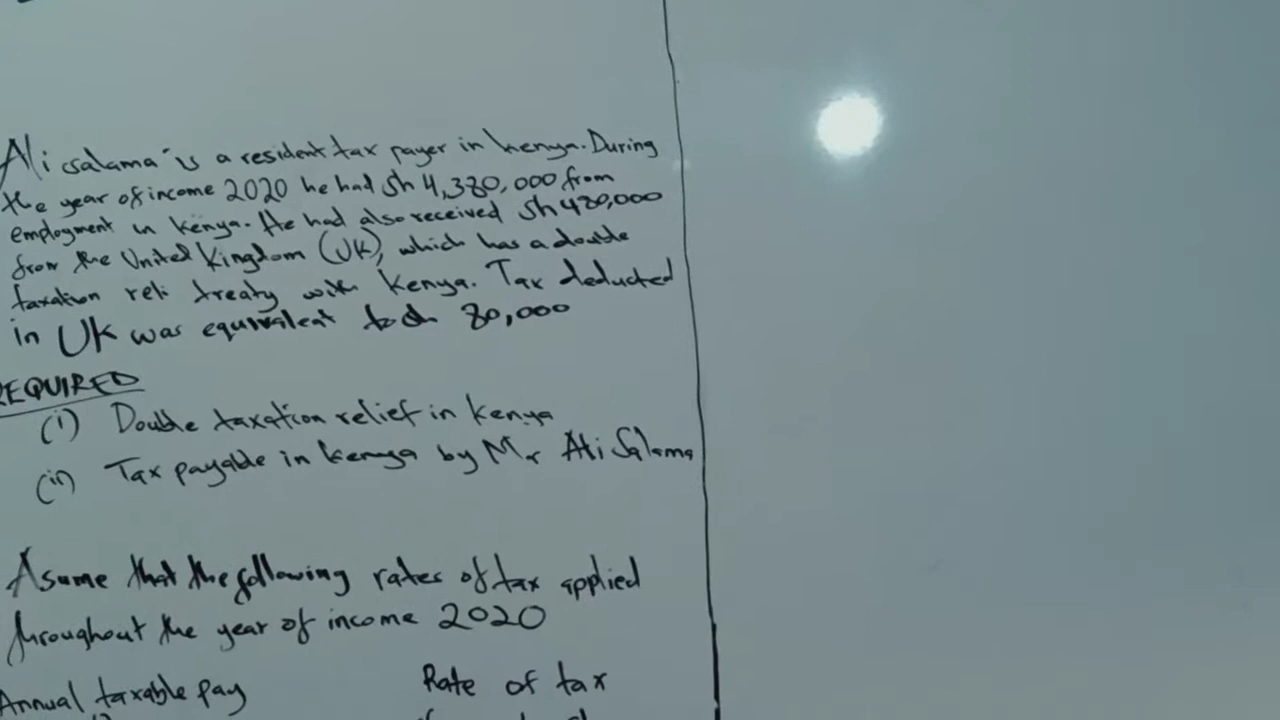 Ali Salama is a resident tax payer in Kenya. During
the year of income 2020 he had Sh 4,380,000 from
employment in Kenya. He had also received Sh 480,000
from the United Kingdom (UK), which has a double
taxation reli treaty with Kenya. Tax deducted
in UK was equivalent to sh 80,000
REQUIRED
(i) Double taxation relief in Kenya
(ii) Tax payable in Kenya by Mr Ali Salama
Asume that the following rates of tax applied
throughout the year of income 2020
Annual taxable pay Rate of tax